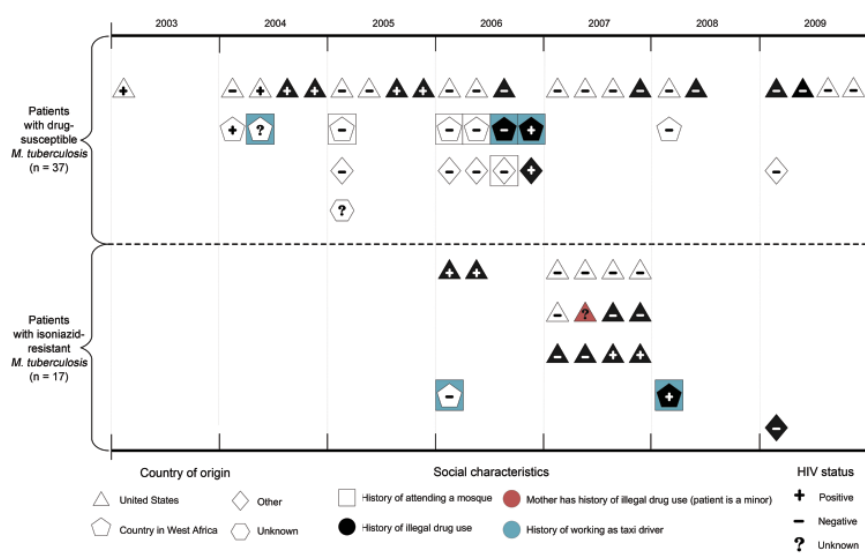 2003 2004 2005 2006 2007 2008 2009
Patients
with drug-
susceptible
M. tuberculosis
(n = 37)
Patients
with isoniazid-
resistant
M. tuberculosis
(n = 17)
Country of origin
United States
Other
Country in West Africa
Unknown
Social characteristics
History of attending a mosque
Mother has history of illegal drug use (patient is a minor)
History of illegal drug use
History of working as taxi driver
HIV status
+ Positive
- Negative
? Unknown